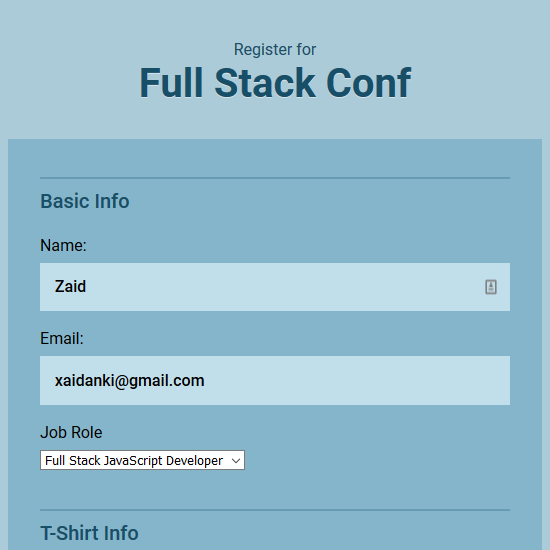 Register for
Full Stack Conf
Basic Info
Name:
Zaid
Email:
xaidanki@gmail.com
Job Role
Full Stack JavaScript Developer
T-Shirt Info